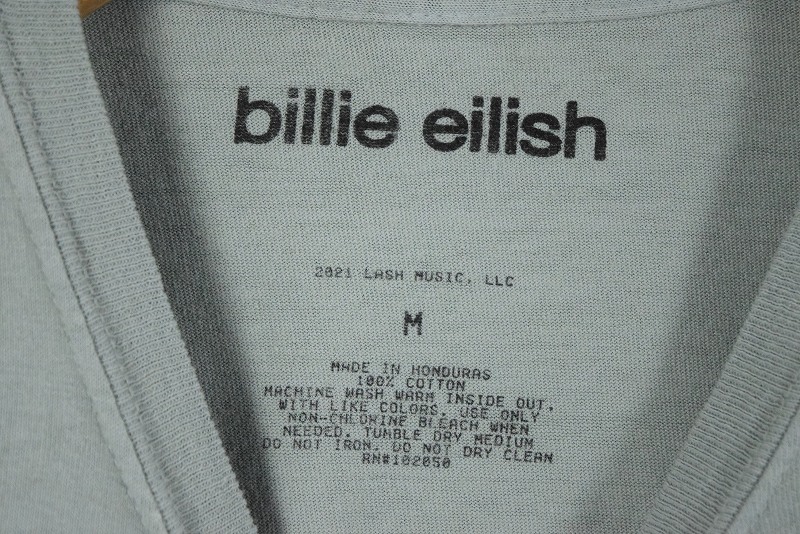 billie eilish
2021 LASH MUSIC, LLC
M
MADE IN HONDURAS
100% COTTON
MACHINE WASH WARM INSIDE OUT,
WITH LIKE COLORS. USE ONLY
NON-CHLORINE BLEACH WHEN
NEEDED. TUMBLE DRY MEDIUM
DO NOT IRON. DO NOT DRY CLEAN
RN#102050